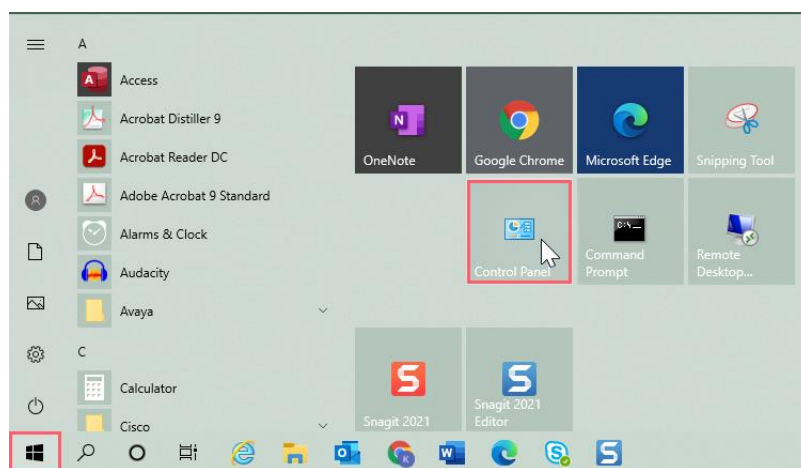 A
Access
Acrobat Distiller 9
Acrobat Reader DC
Adobe Acrobat 9 Standard
Alarms & Clock
Audacity
Avaya
C
Calculator
Cisco
OneNote
Google Chrome
Microsoft Edge
Snipping Tool
Control Panel
Command
Prompt
Remote
Desktop...
Snagit 2021
Snagit 2021
Editor